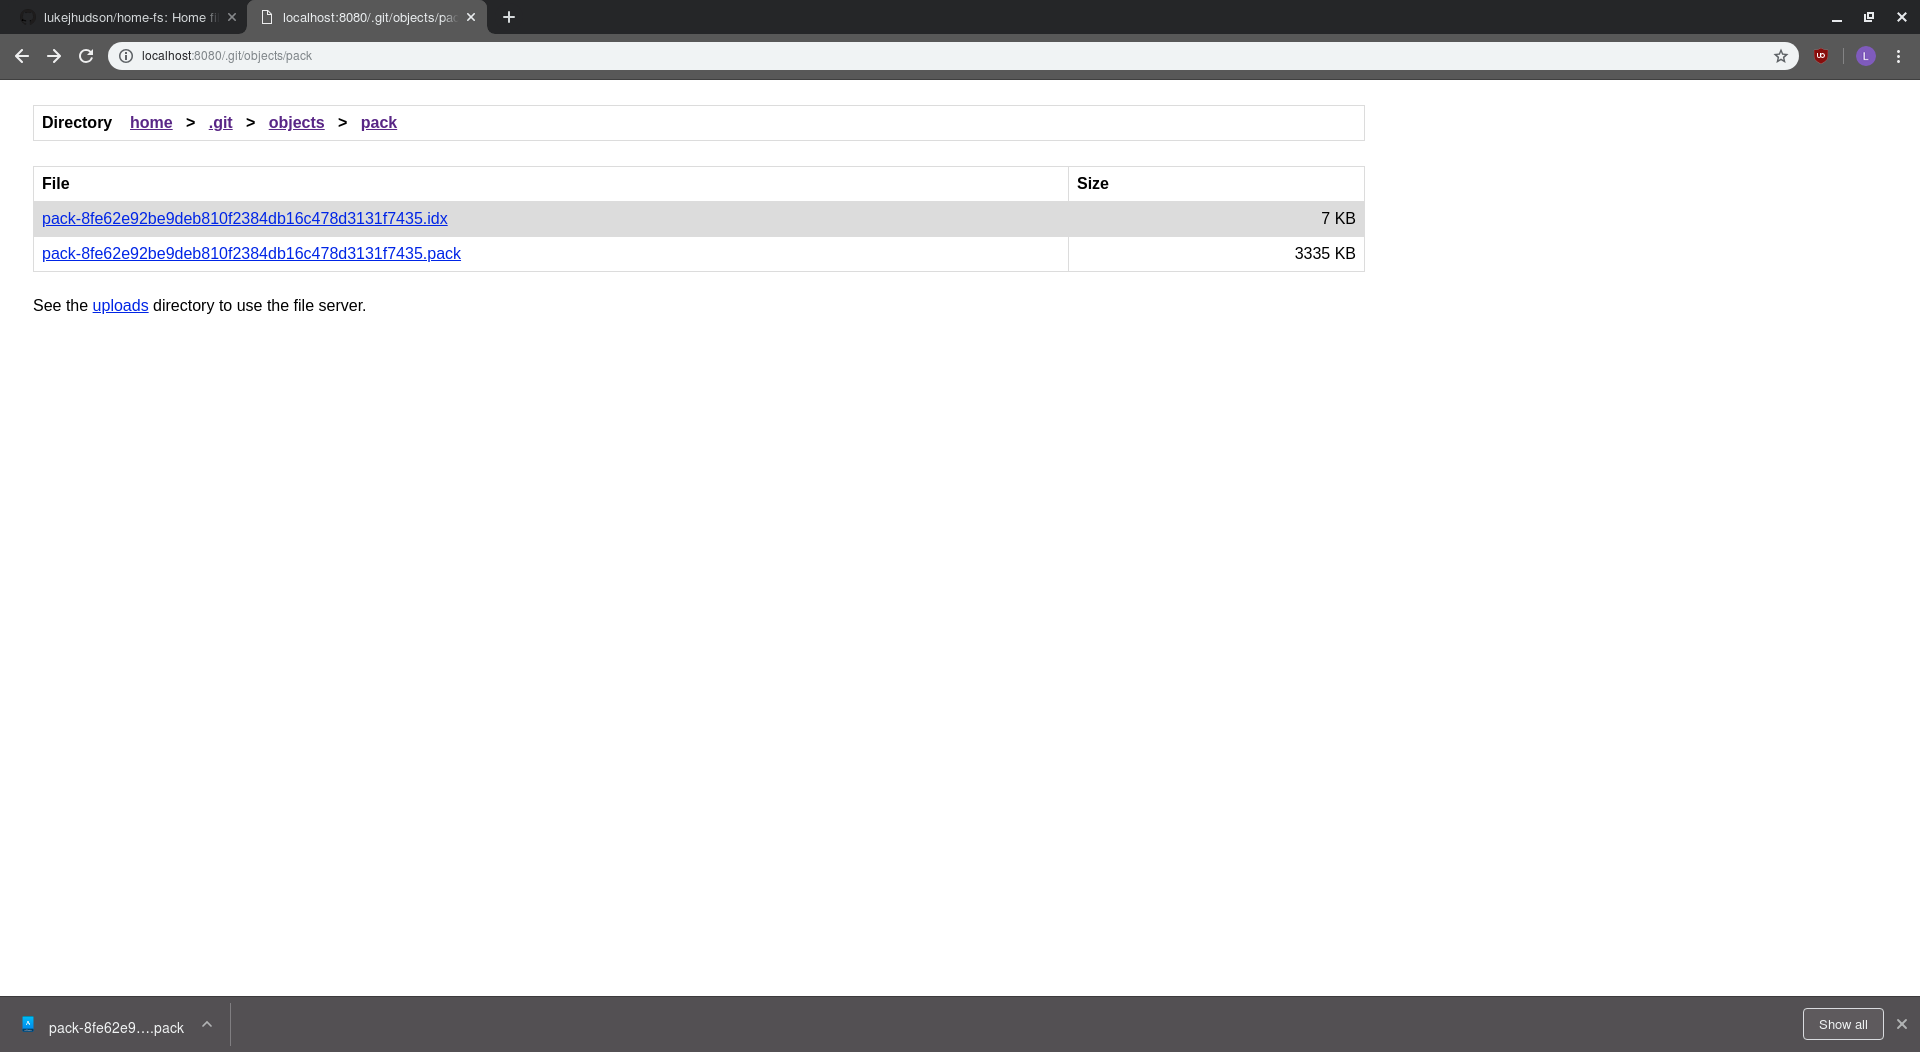 lukejhudson/home-fs: Home fi
localhost:8080/.git/objects/pac
localhost:8080/.git/objects/pack
L
Directory home > .git > objects > pack
File Size
pack-8fe62e92be9deb810f2384db16c478d3131f7435.idx 7 KB
pack-8fe62e92be9deb810f2384db16c478d3131f7435.pack 3335 KB
See the uploads directory to use the file server.
pack-8fe62e9....pack
Show all